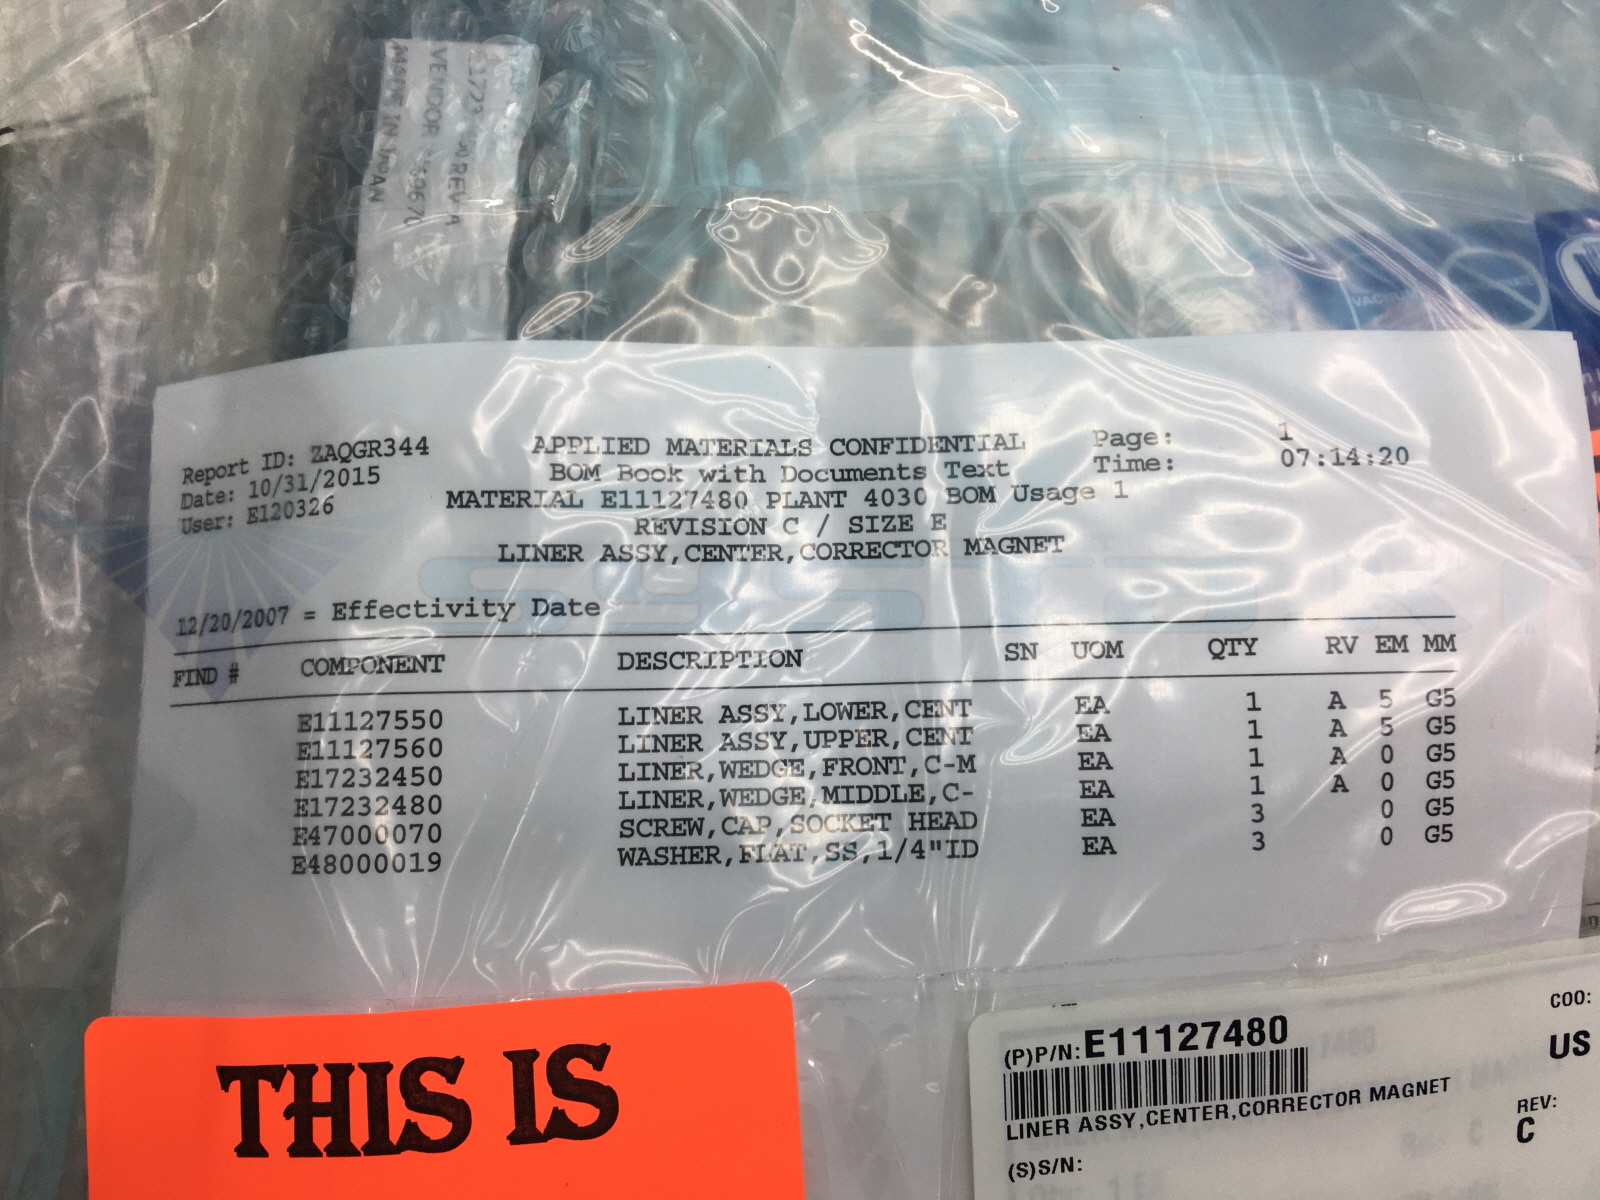 VENDOR
MADE IN JAPAN
VACUUM
Report ID: ZAQGR344 APPLIED MATERIALS CONFIDENTIAL Page: 1
Date: 10/31/2015 BOM Book with Documents Text Time: 07:14:20
User: E120326 MATERIAL E11127480 PLANT 4030 BOM Usage 1
REVISION C / SIZE E
LINER ASSY,CENTER,CORRECTOR MAGNET
12/20/2007 = Effectivity Date
FIND # COMPONENT DESCRIPTION SN UOM QTY RV EM MM
E11127550 LINER ASSY,LOWER,CENT EA 1 A 5 G5
E11127560 LINER ASSY,UPPER,CENT EA 1 A 5 G5
E17232450 LINER,WEDGE,FRONT,C-M EA 1 A 0 G5
E17232480 LINER,WEDGE,MIDDLE,C- EA 1 A 0 G5
E47000070 SCREW,CAP,SOCKET HEAD EA 3 0 G5
E48000019 WASHER,FLAT,SS,1/4"ID EA 3 0 G5
THIS IS
(P)P/N: E11127480
LINER ASSY,CENTER,CORRECTOR MAGNET
(S)S/N:
COO:
US
REV:
C